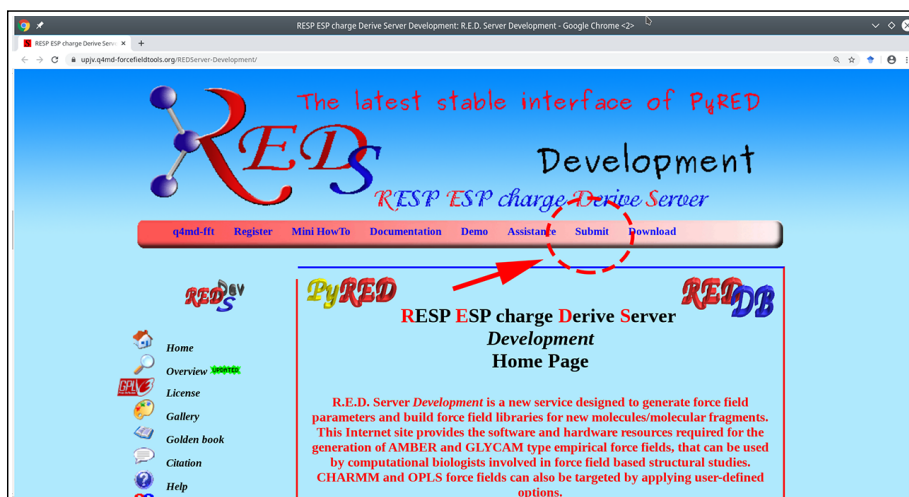 RESP ESP charge Derive Server Development: R.E.D. Server Development - Google Chrome <2>
RESP ESP charge Derive Serv
upjv.q4md-forcefieldtools.org/REDServer-Development/
The latest stable interface of PyRED
REDS
Development
RESP ESP charge Derive Server
q4md-fft Register Mini HowTo Documentation Demo Assistance Submit Download
REDS Dev
PyRED
REDDB
RESP ESP charge Derive Server
Development
Home Page
Home
Overview UPDATED
GPLV3 License
Gallery
Golden book
Citation
Help
R.E.D. Server Development is a new service designed to generate force field
parameters and build force field libraries for new molecules/molecular fragments.
This Internet site provides the software and hardware resources required for the
generation of AMBER and GLYCAM type empirical force fields, that can be used
by computational biologists involved in force field based structural studies.
CHARMM and OPLS force fields can also be targeted by applying user-defined
options.